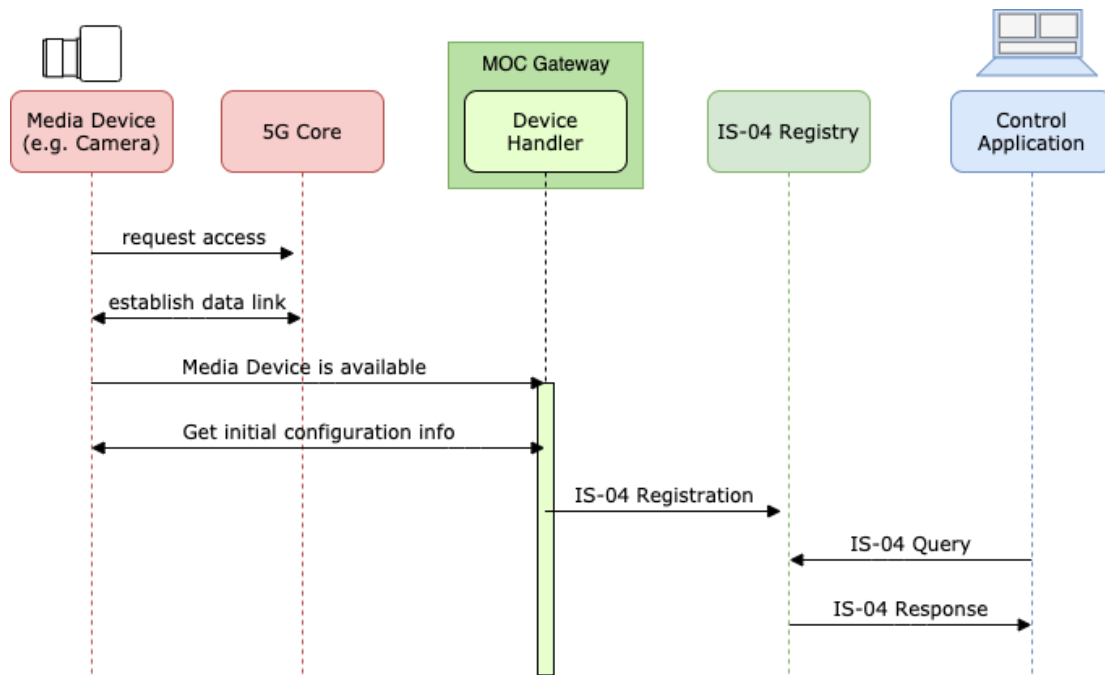 MOC Gateway
Media Device
(e.g. Camera)
5G Core
Device
Handler
IS-04 Registry
Control
Application
request access
establish data link
Media Device is available
Get initial configuration info
IS-04 Registration
IS-04 Query
IS-04 Response